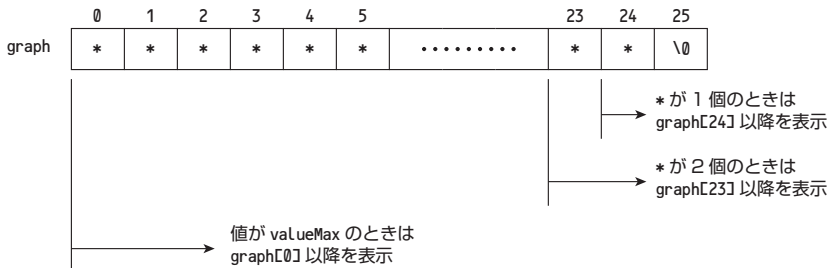 0 1 2 3 4 5 23 24 25
graph * * * * * * ········· * * \0
* が 1 個のときは
graph[24] 以降を表示
* が 2 個のときは
graph[23] 以降を表示
値が valueMax のときは
graph[0] 以降を表示